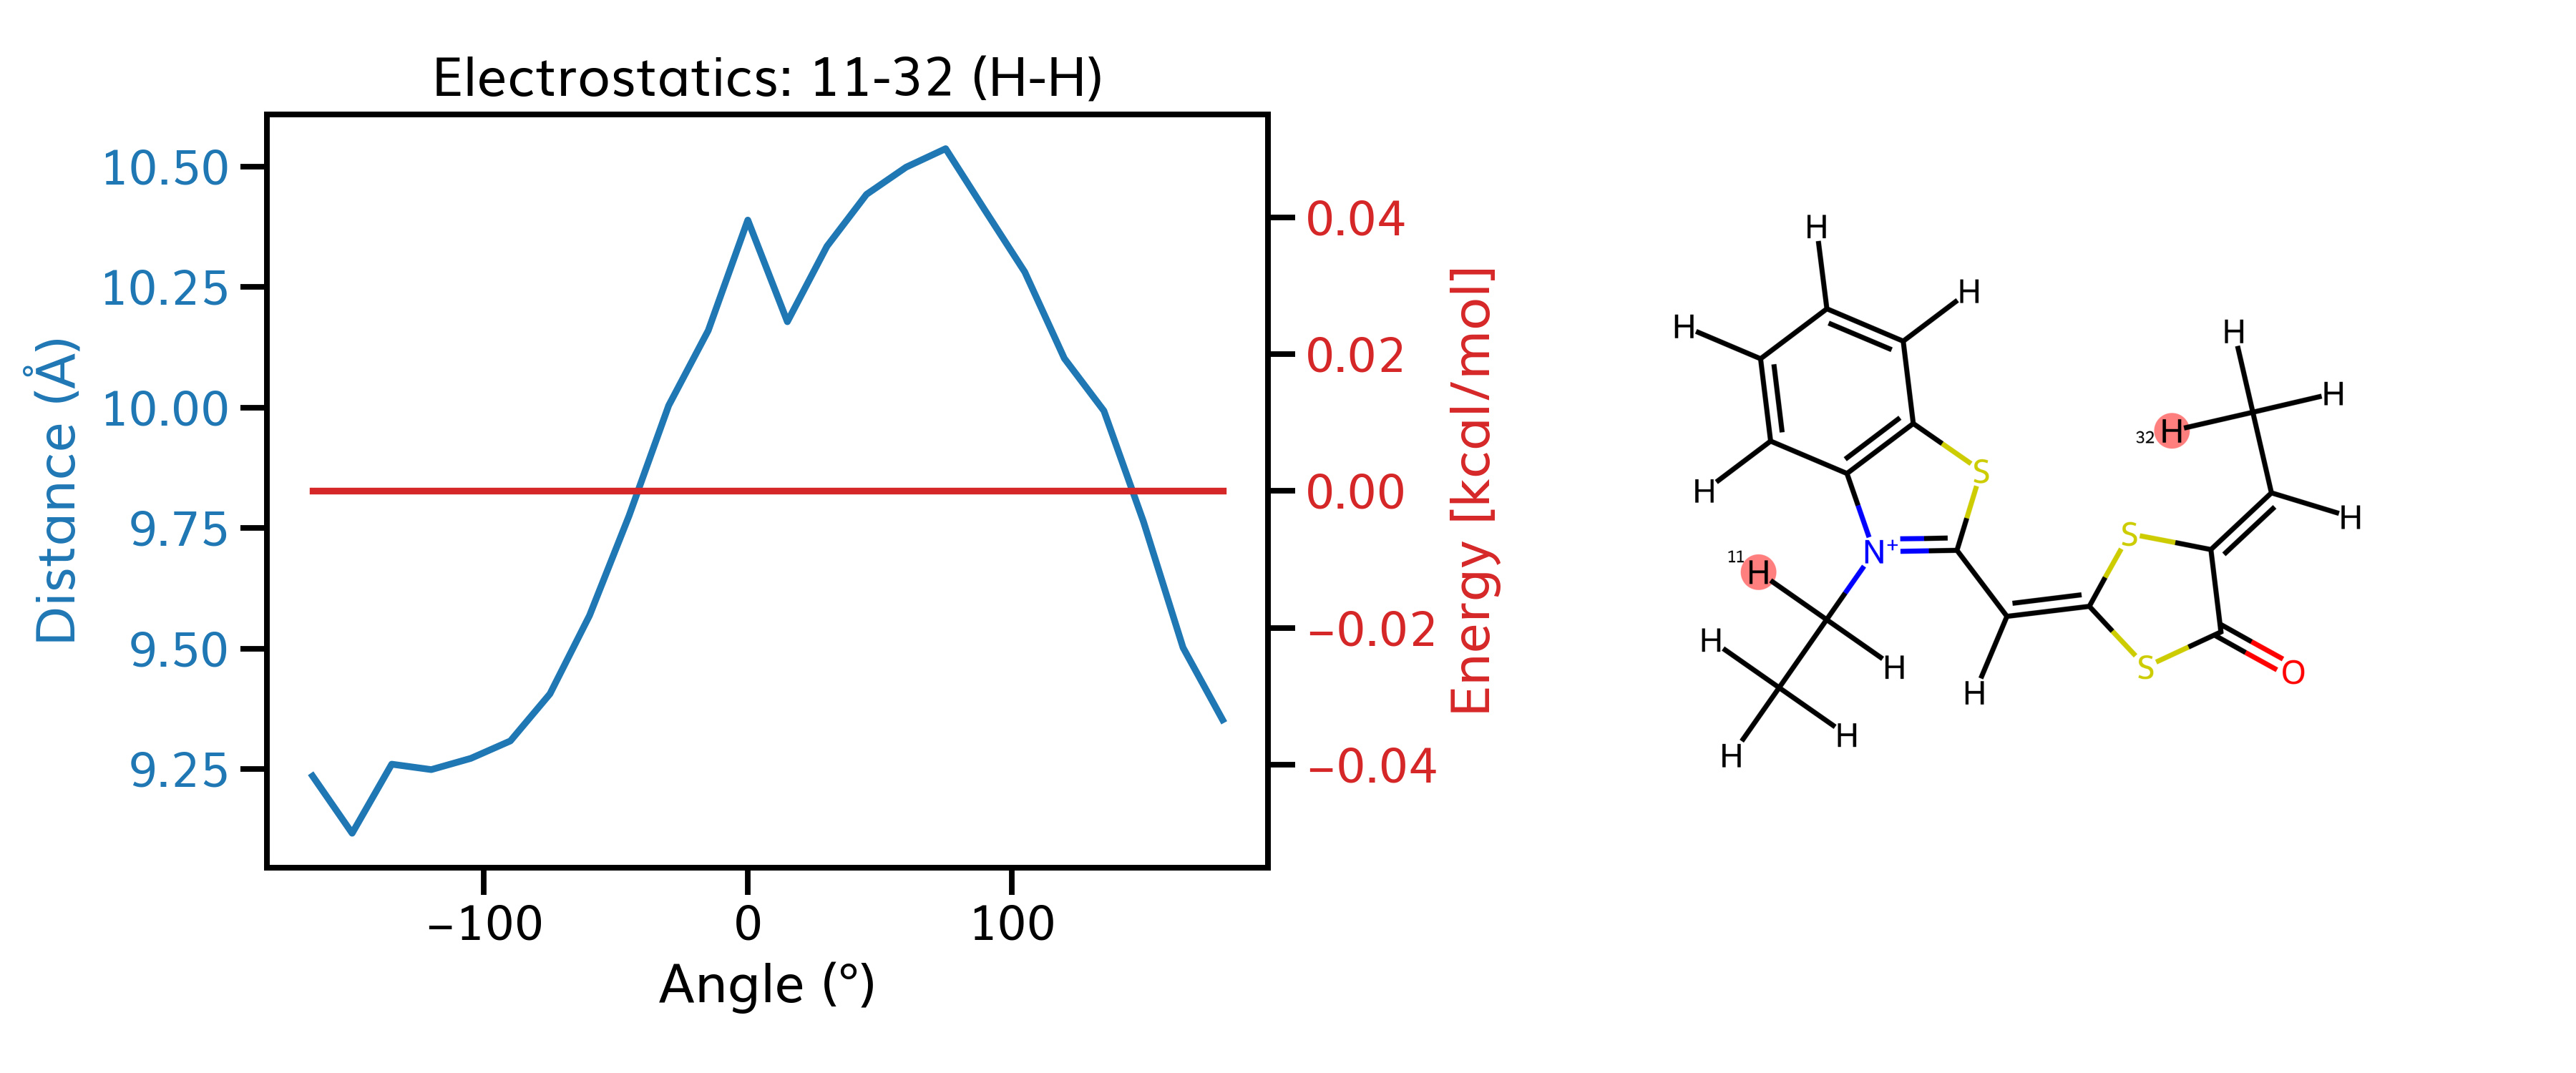 Electrostatics: 11-32 (H-H)
10.50
10.25
10.00
9.75
9.50
9.25
Distance (Å)
0.04
0.02
0.00
−0.02
−0.04
Energy [kcal/mol]
−100
0
100
Angle (°)
H
H
H
H
H
H
32 H
S
H
H
S
N+
11 H
H
H
S
O
H
H
H